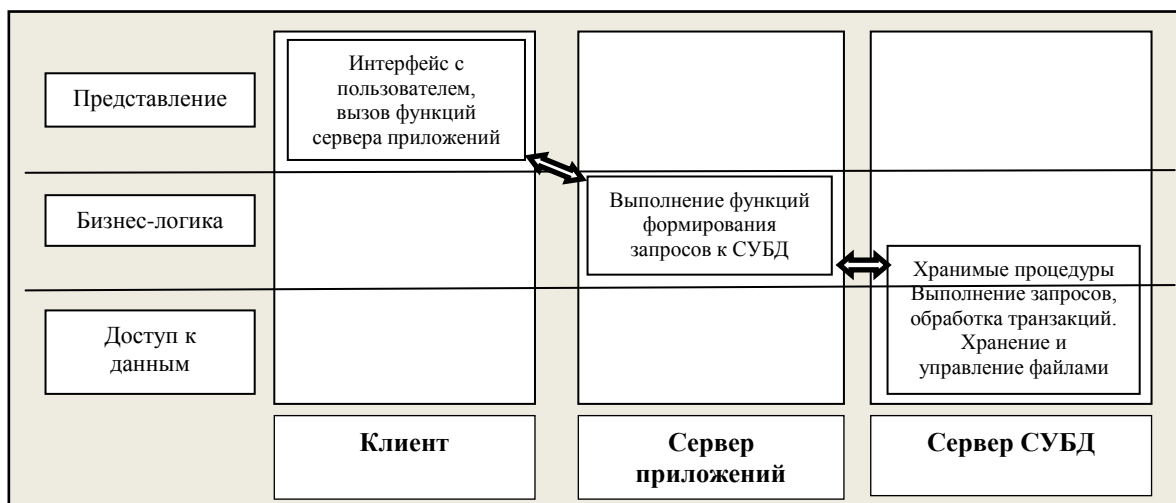 Представление
Интерфейс с
пользователем,
вызов функций
сервера приложений
Бизнес-логика
Выполнение функций
формирования
запросов к СУБД
Доступ к
данным
Хранимые процедуры
Выполнение запросов,
обработка транзакций.
Хранение и
управление файлами
Клиент
Сервер
приложений
Сервер СУБД